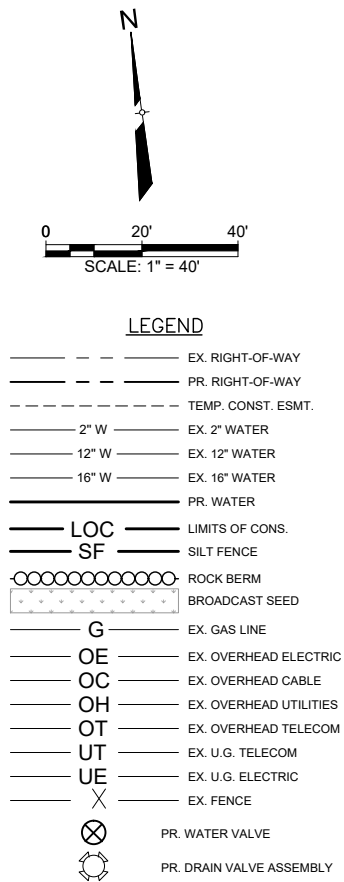 N
0 20' 40'
SCALE: 1" = 40'
LEGEND
EX. RIGHT-OF-WAY
PR. RIGHT-OF-WAY
TEMP. CONST. ESMT.
2" W EX. 2" WATER
12" W EX. 12" WATER
16" W EX. 16" WATER
PR. WATER
LOC LIMITS OF CONS.
SF SILT FENCE
ROCK BERM
BROADCAST SEED
G EX. GAS LINE
OE EX. OVERHEAD ELECTRIC
OC EX. OVERHEAD CABLE
OH EX. OVERHEAD UTILITIES
OT EX. OVERHEAD TELECOM
UT EX. U.G. TELECOM
UE EX. U.G. ELECTRIC
X EX. FENCE
PR. WATER VALVE
PR. DRAIN VALVE ASSEMBLY